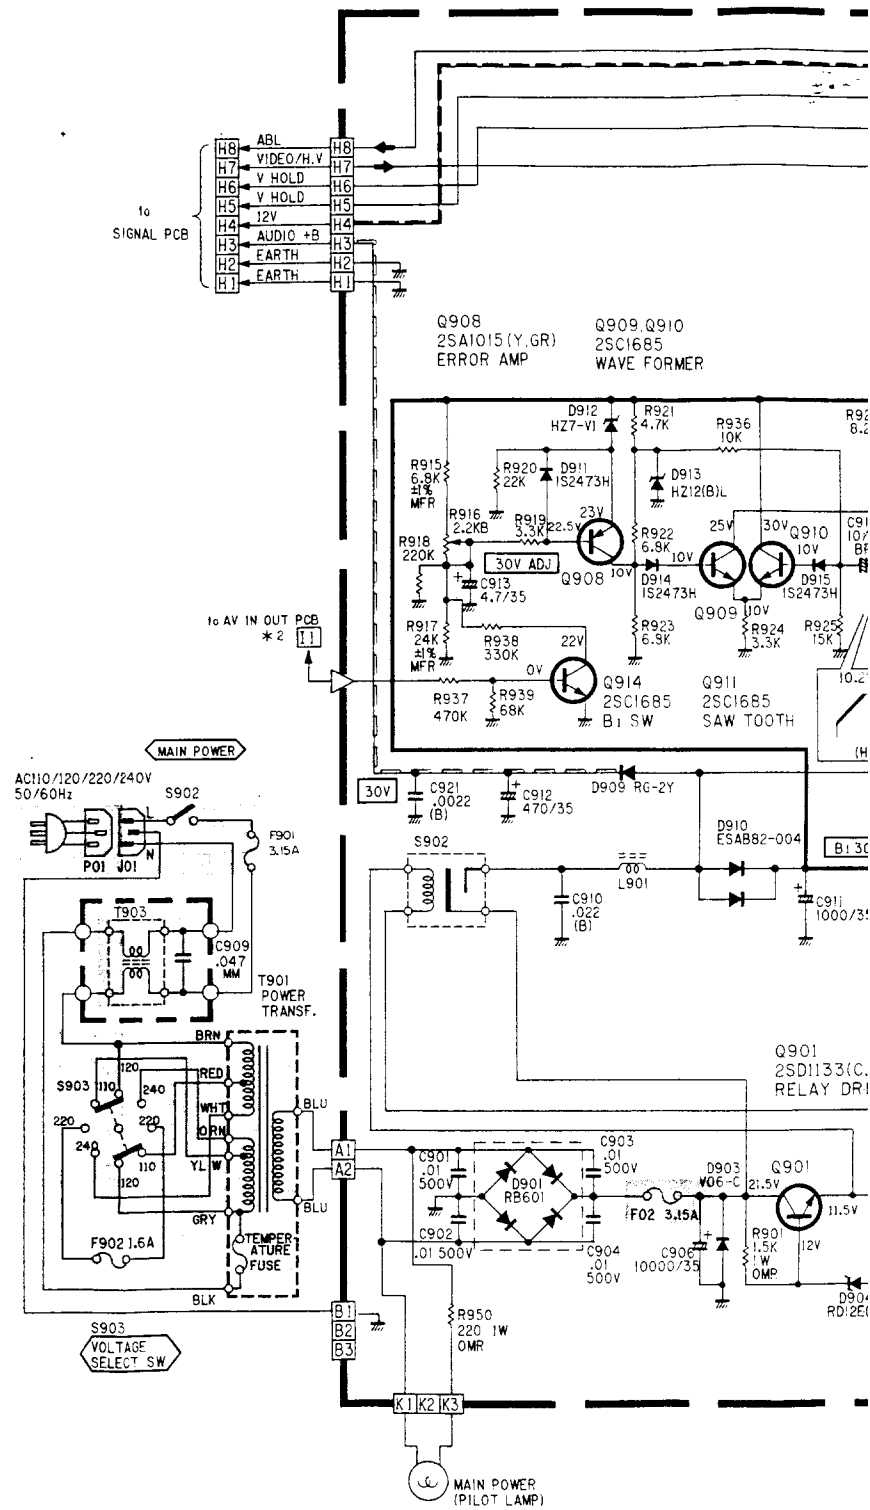 H8 ABL H8
H7 VIDEO/H.V H7
H6 V HOLD H6
H5 V HOLD H5
H4 12V H4
H3 AUDIO +B H3
H2 EARTH H2
H1 EARTH H1
to
SIGNAL PCB
Q908
2SA1015(Y,GR)
ERROR AMP
Q909,Q910
2SC1685
WAVE FORMER
D912
HZ7-V1
R921
4.7K
R936
10K
R915
6.8K
±1%
MFR
R920
22K
D911
1S2473H
D913
HZ12(B)L
R916
2.2KB
R918
220K
R919
3.3K
22.5V
23V
30V ADJ
Q908
10V
R922
6.8K
25V
30V
Q910
10V
10V
D914
1S2473H
Q909
10V
D915
1S2473H
C913
4.7/35
R917
24K
±1%
MFR
R938
330K
22V
R923
6.9K
R924
3.3K
R925
15K
to AV IN OUT PCB
*2 I1
0V
R937
470K
R939
68K
Q914
2SC1685
B1 SW
Q911
2SC1685
SAW TOOTH
MAIN POWER
AC110/120/220/240V
50/60Hz
S902
L
N
P01 J01
F901
3.15A
30V
C921
.0022
(B)
C912
470/35
D909 RG-2Y
D910
ESAB82-004
S902
C910
.022
(B)
L901
C911
1000/35
T903
C909
.047
MM
T901
POWER
TRANSF.
Q901
RELAY
BRN
RED
WHT
ORN
YLW
GRY
BLK
BLU
BLU
S903
110
120
240
220
220
240
110
120
F902 1.6A
TEMPER-
ATURE
FUSE
A1
A2
C901
.01
500V
C902
.01 500V
D901
RB601
C903
.01
500V
C904
.01
500V
F02 3.15A
D903
V06-C
21.5V
Q901
11.5V
12V
C906
10000/35
R901
1.5K
1W
OMR
B1
B2
B3
R950
220 1W
OMR
S903
VOLTAGE
SELECT SW
K1 K2 K3
MAIN POWER
(PILOT LAMP)